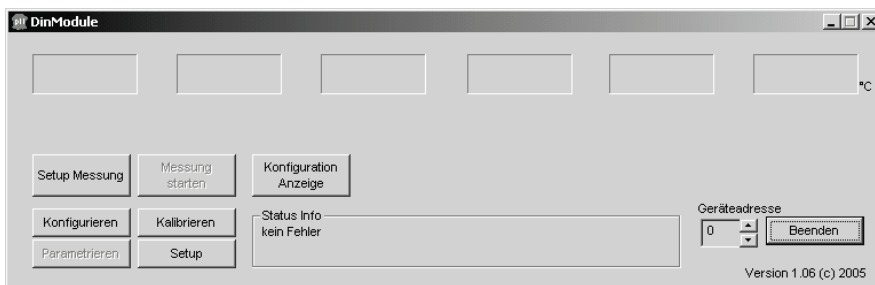 pH DinModule
°C
Setup Messung
Messung
starten
Konfiguration
Anzeige
Konfigurieren
Kalibrieren
Parametrieren
Setup
Status Info
kein Fehler
Geräteadresse
0
Beenden
Version 1.06 (c) 2005